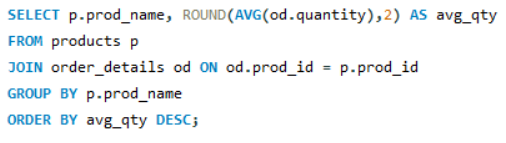 SELECT p.prod_name, ROUND(AVG(od.quantity),2) AS avg_qty
FROM products p
JOIN order_details od ON od.prod_id = p.prod_id
GROUP BY p.prod_name
ORDER BY avg_qty DESC;